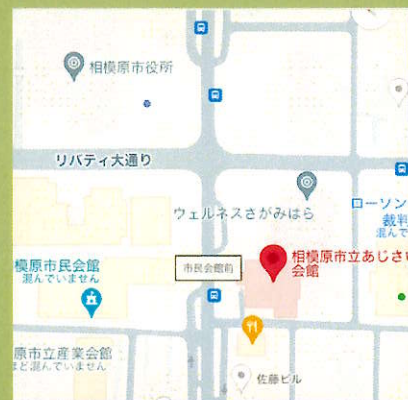 相模原市役所
リバティ大通り
ウェルネスさがみはら
ローソン
裁判
混んで
相模原市立あじさい
会館
市民会館前
模原市民会館
混んでいません
原市立産業会館
ほど混んでいません
佐藤ビル